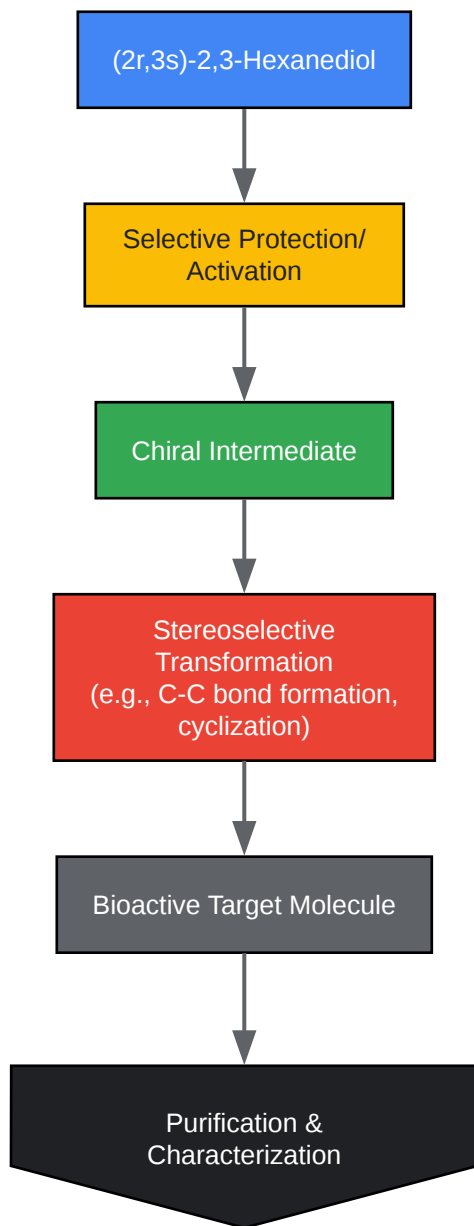 (2r,3s)-2,3-Hexanediol
Selective Protection/
Activation
Chiral Intermediate
Stereoselective
Transformation
(e.g., C-C bond formation,
cyclization)
Bioactive Target Molecule
Purification &
Characterization